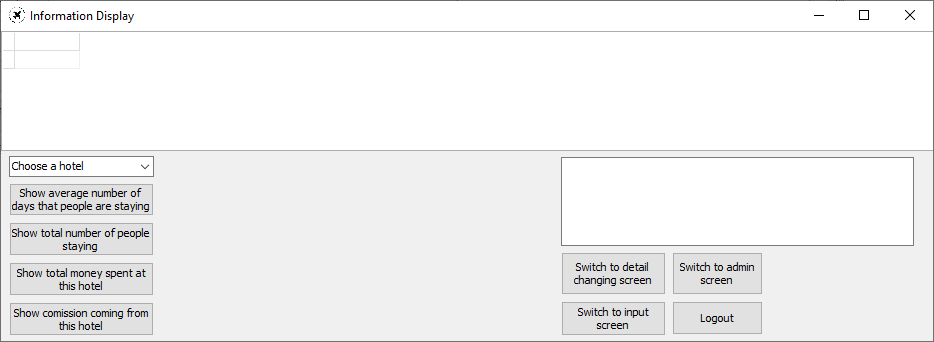 Information Display
Choose a hotel
Show average number of
days that people are staying
Show total number of people
staying
Show total money spent at
this hotel
Show comission coming from
this hotel
Switch to detail
changing screen
Switch to admin
screen
Switch to input
screen
Logout